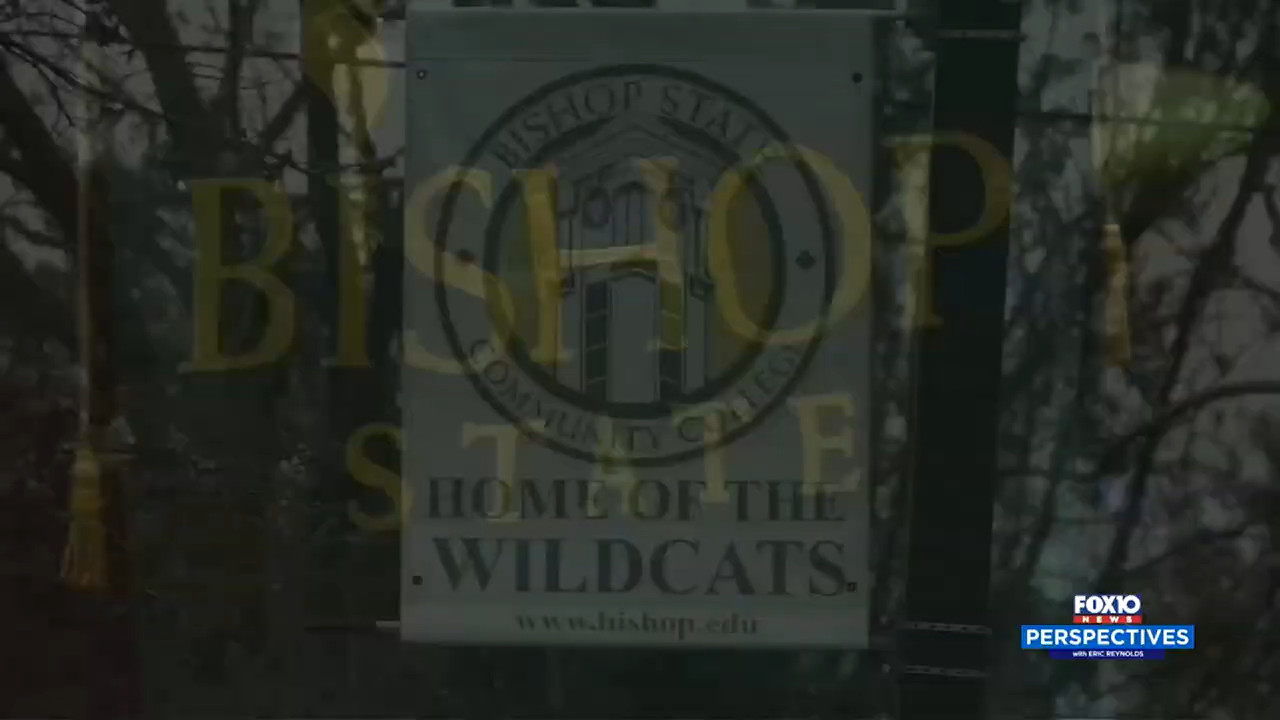 BISHOP STATE
BISHOP
COMMUNITY COLLEGE
STATE
HOME OF THE
WILDCATS
www.bishop.edu
FOX10
NEWS
PERSPECTIVES
with ERIC REYNOLDS